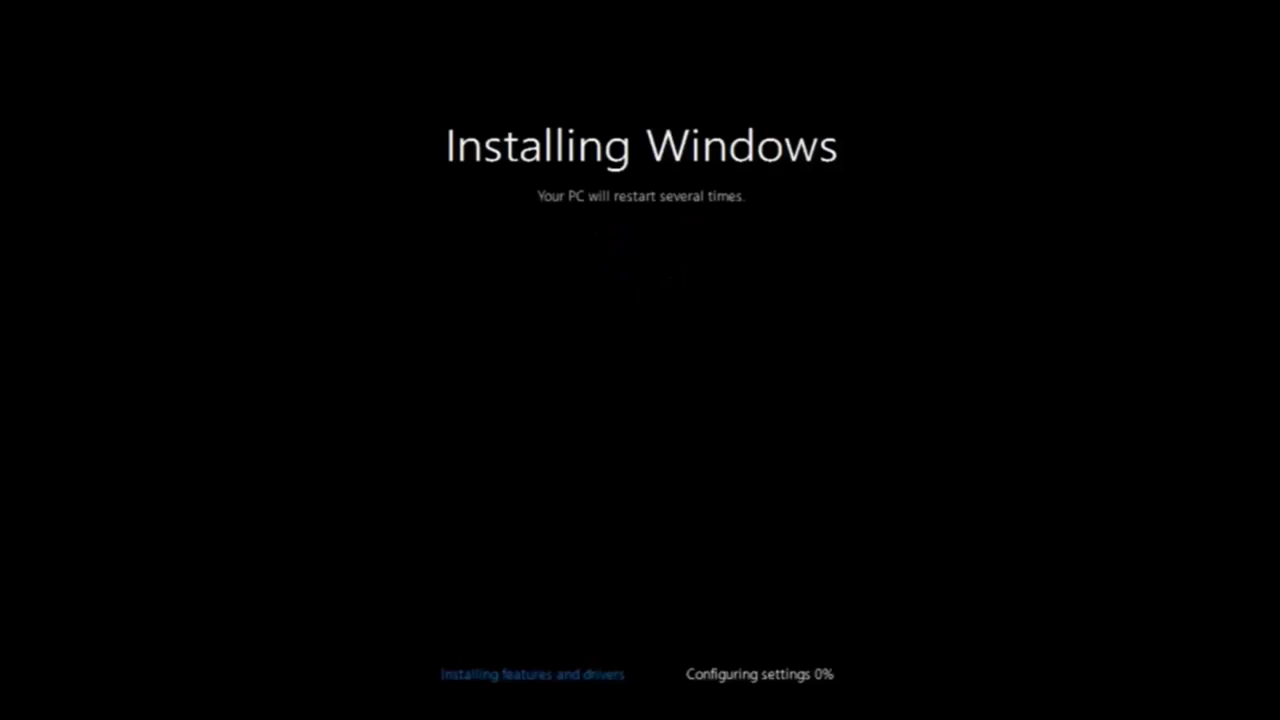 Installing Windows
Your PC will restart several times.
Installing features and drivers
Configuring settings 0%